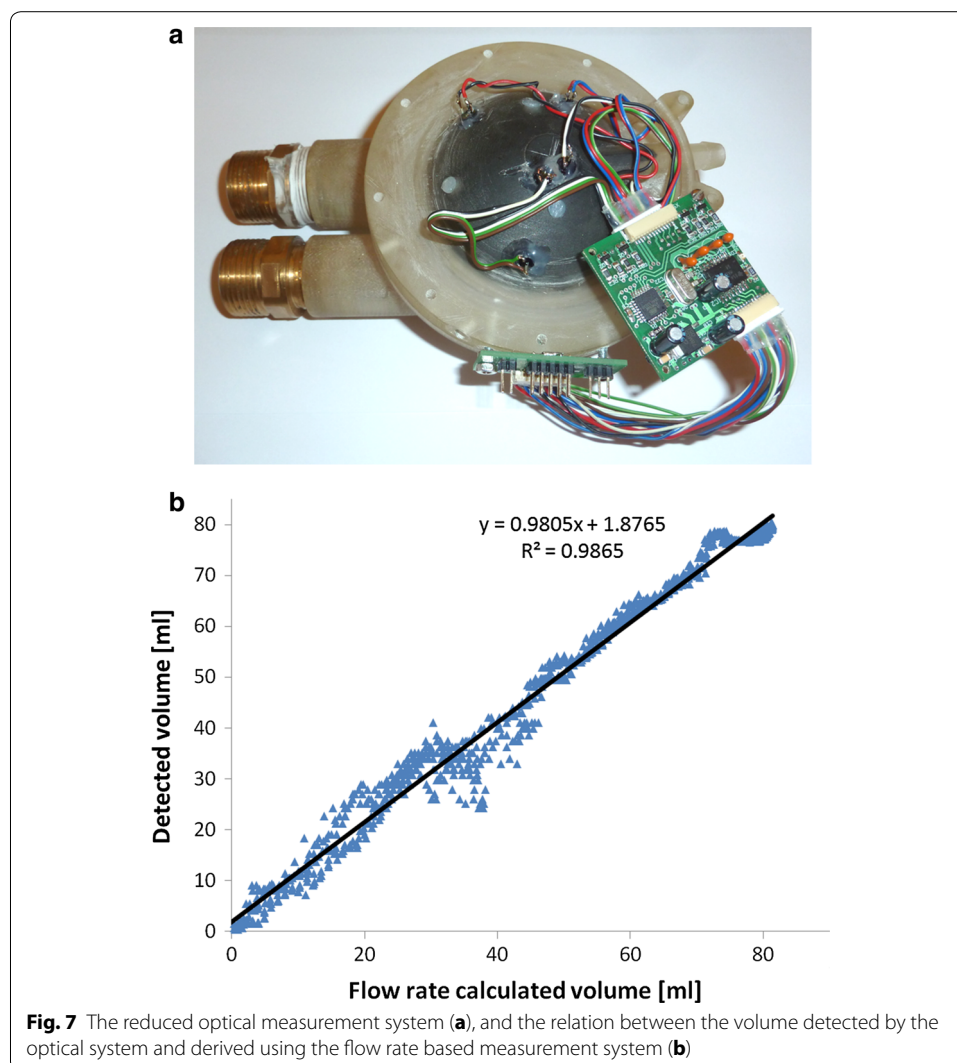 a
b
y = 0.9805x + 1.8765
R² = 0.9865
80
70
60
50
40
30
20
10
0
Detected volume [ml]
0 20 40 60 80
Flow rate calculated volume [ml]
Fig. 7 The reduced optical measurement system (a), and the relation between the volume detected by the
optical system and derived using the flow rate based measurement system (b)